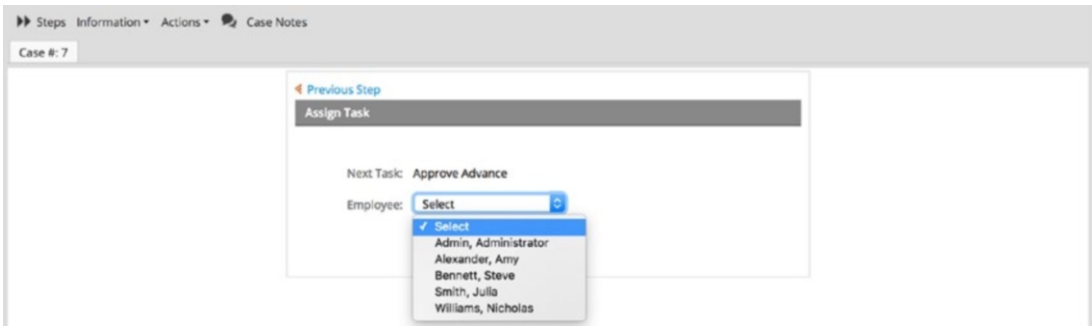 Steps Information Actions Case Notes
Case #: 7
Previous Step
Assign Task
Next Task: Approve Advance
Employee: Select
✓ Select
Admin, Administrator
Alexander, Amy
Bennett, Steve
Smith, Julia
Williams, Nicholas